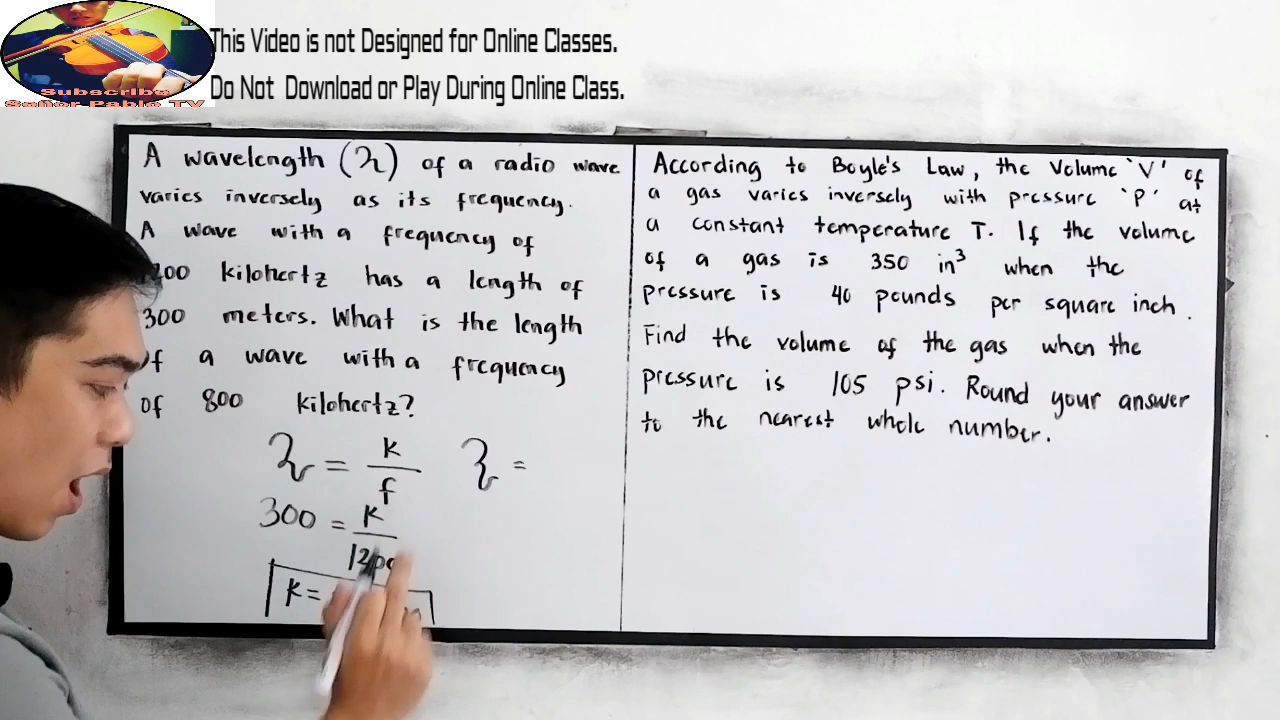 This Video is not Designed for Online Classes.
Do Not Download or Play During Online Class.
Subscribe
Señor Pablo TV
A wavelength (λ) of a radio wave
varies inversely as its frequency.
A wave with a frequency of
kilohertz has a length of
300 meters. What is the length
of a wave with a frequency
of 800 kilohertz?
λ = k/f λ =
300 = k/1200
k =
According to Boyle's Law, the Volume `V' of
a gas varies inversely with pressure `P' at
a constant temperature T. If the volume
of a gas is 350 in³ when the
pressure is 40 pounds per square inch.
Find the volume of the gas when the
pressure is 105 psi. Round your answer
to the nearest whole number.